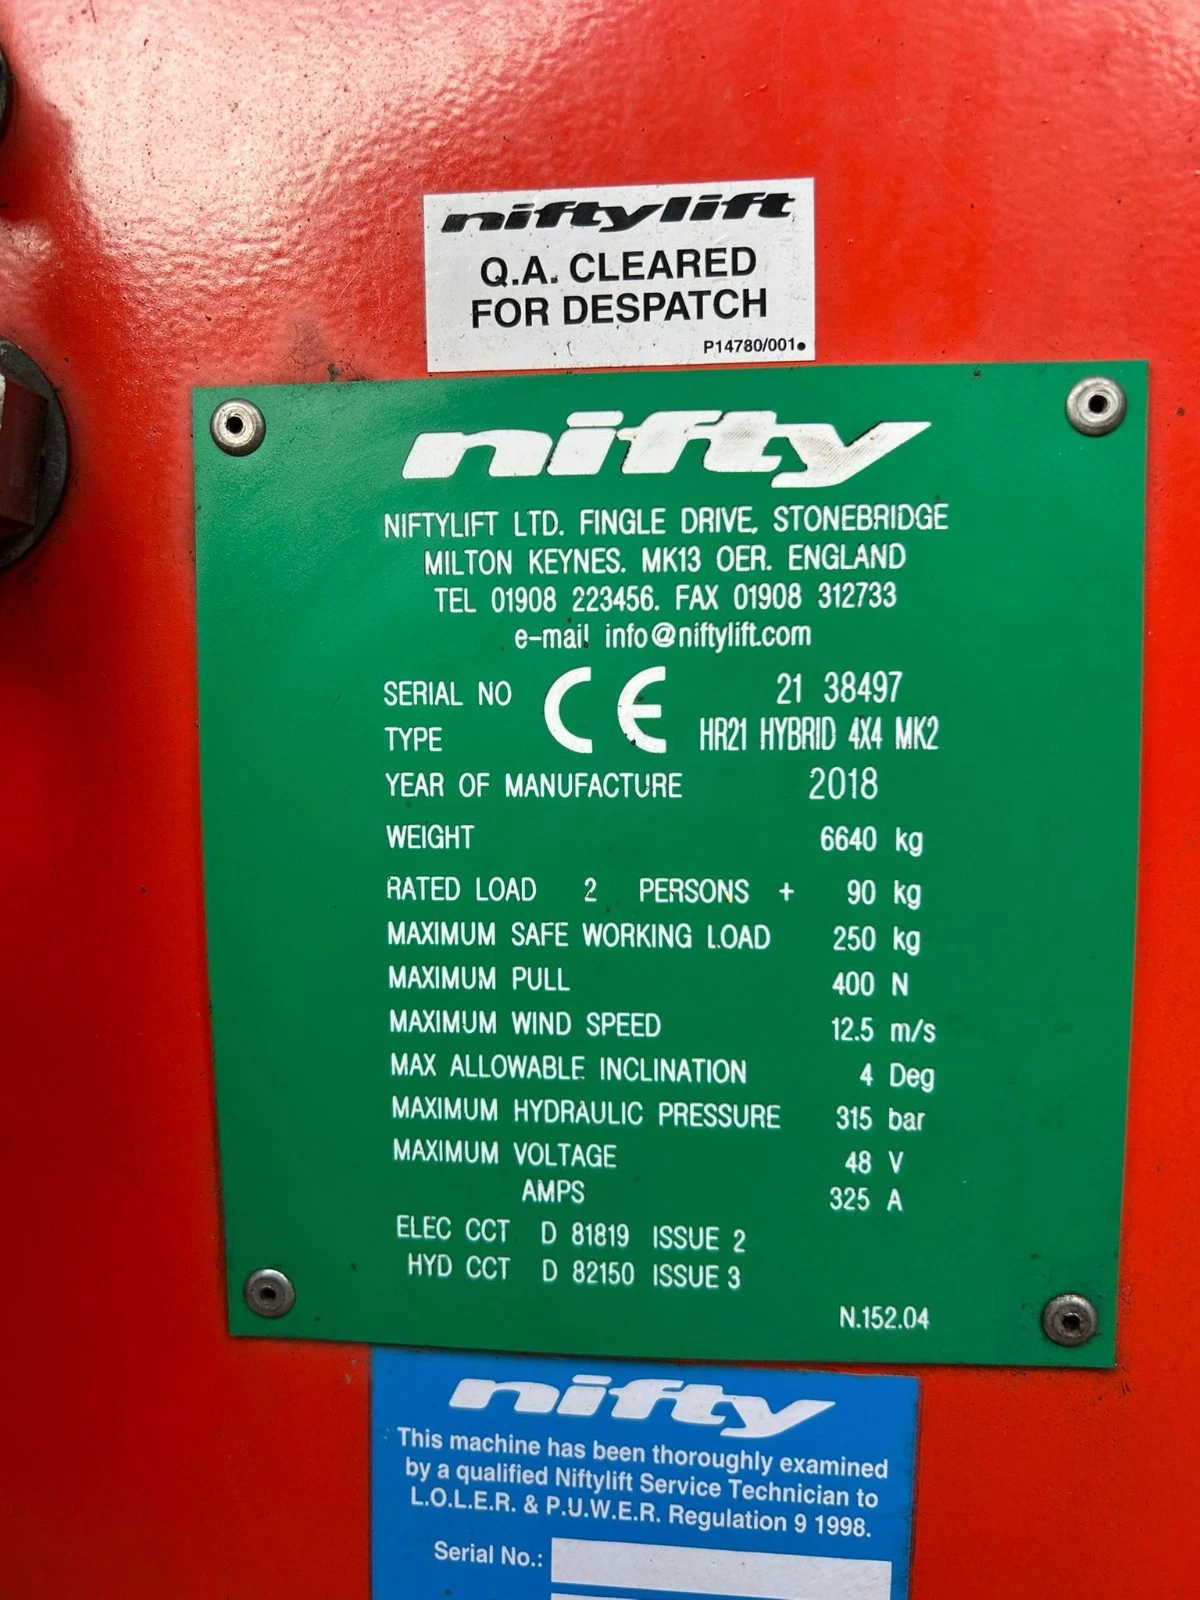 niftylift
Q.A. CLEARED
FOR DESPATCH
P14780/001
nifty
NIFTYLIFT LTD. FINGLE DRIVE, STONEBRIDGE
MILTON KEYNES. MK13 OER. ENGLAND
TEL 01908 223456. FAX 01908 312733
e-mail info@niftylift.com
SERIAL NO CE 21 38497
TYPE HR21 HYBRID 4X4 MK2
YEAR OF MANUFACTURE 2018
WEIGHT 6640 kg
RATED LOAD 2 PERSONS + 90 kg
MAXIMUM SAFE WORKING LOAD 250 kg
MAXIMUM PULL 400 N
MAXIMUM WIND SPEED 12.5 m/s
MAX ALLOWABLE INCLINATION 4 Deg
MAXIMUM HYDRAULIC PRESSURE 315 bar
MAXIMUM VOLTAGE 48 V
AMPS 325 A
ELEC CCT D 81819 ISSUE 2
HYD CCT D 82150 ISSUE 3
N.152.04
nifty
This machine has been thoroughly examined
by a qualified Niftylift Service Technician to
L.O.L.E.R. & P.U.W.E.R. Regulation 9 1998.
Serial No.: